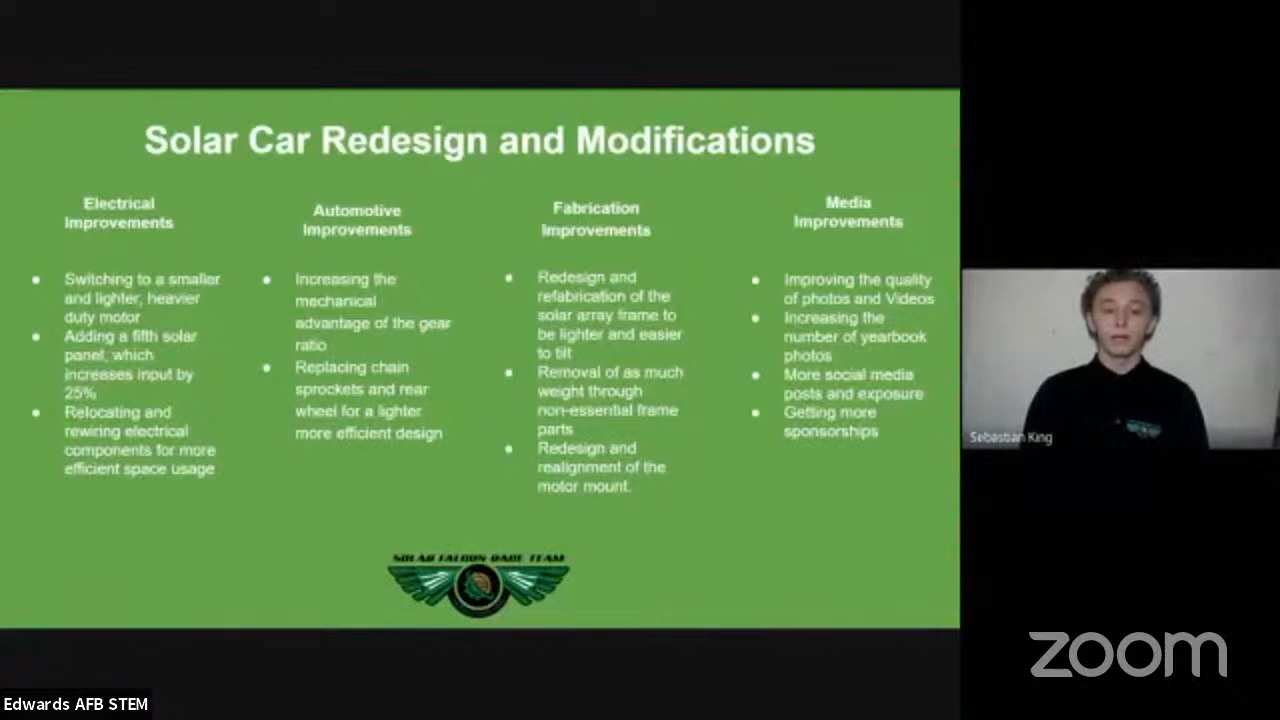 Solar Car Redesign and Modifications
Electrical
Improvements
Switching to a smaller
and lighter, heavier
duty motor
Adding a fifth solar
panel, which
increases input by
25%
Relocating and
rewiring electrical
components for more
efficient space usage
Automotive
Improvements
Increasing the
mechanical
advantage of the gear
ratio
Replacing chain
sprockets and rear
wheel for a lighter
more efficient design
Fabrication
Improvements
Redesign and
refabrication of the
solar array frame to
be lighter and easier
to tilt
Removal of as much
weight through
non-essential frame
parts
Redesign and
realignment of the
motor mount.
Media
Improvements
Improving the quality
of photos and Videos
Increasing the
number of yearbook
photos
More social media
posts and exposure
Getting more
sponsorships
SOLAR FALCON RACE TEAM
Sebastian King
zoom
Edwards AFB STEM